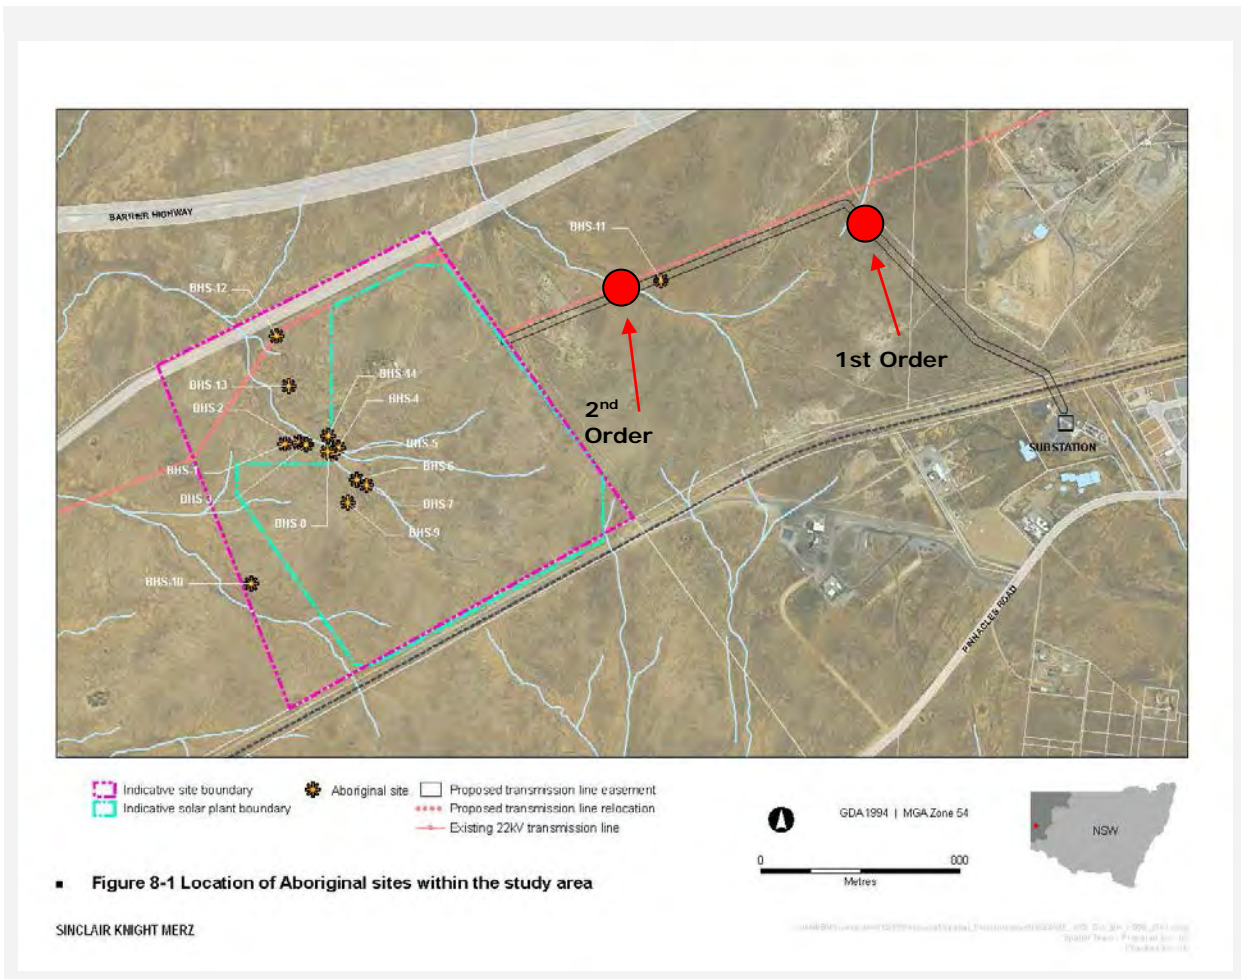 BARRIER HIGHWAY
BHS-11
BHS-12
1st Order
BHS-14
BHS-13
BHS-4
2nd
Order
BHS-2
BHS-5
SUBSTATION
BHS-1
BHS-6
BHS-3
BHS-7
BHS-8
BHS-9
BHS-10
PINNACLES ROAD
Indicative site boundary
Indicative solar plant boundary
Aboriginal site
Proposed transmission line easement
Proposed transmission line relocation
Existing 22kV transmission line
GDA 1994 | MGA Zone 54
NSW
0 800
Metres
▪ Figure 8-1 Location of Aboriginal sites within the study area
SINCLAIR KNIGHT MERZ